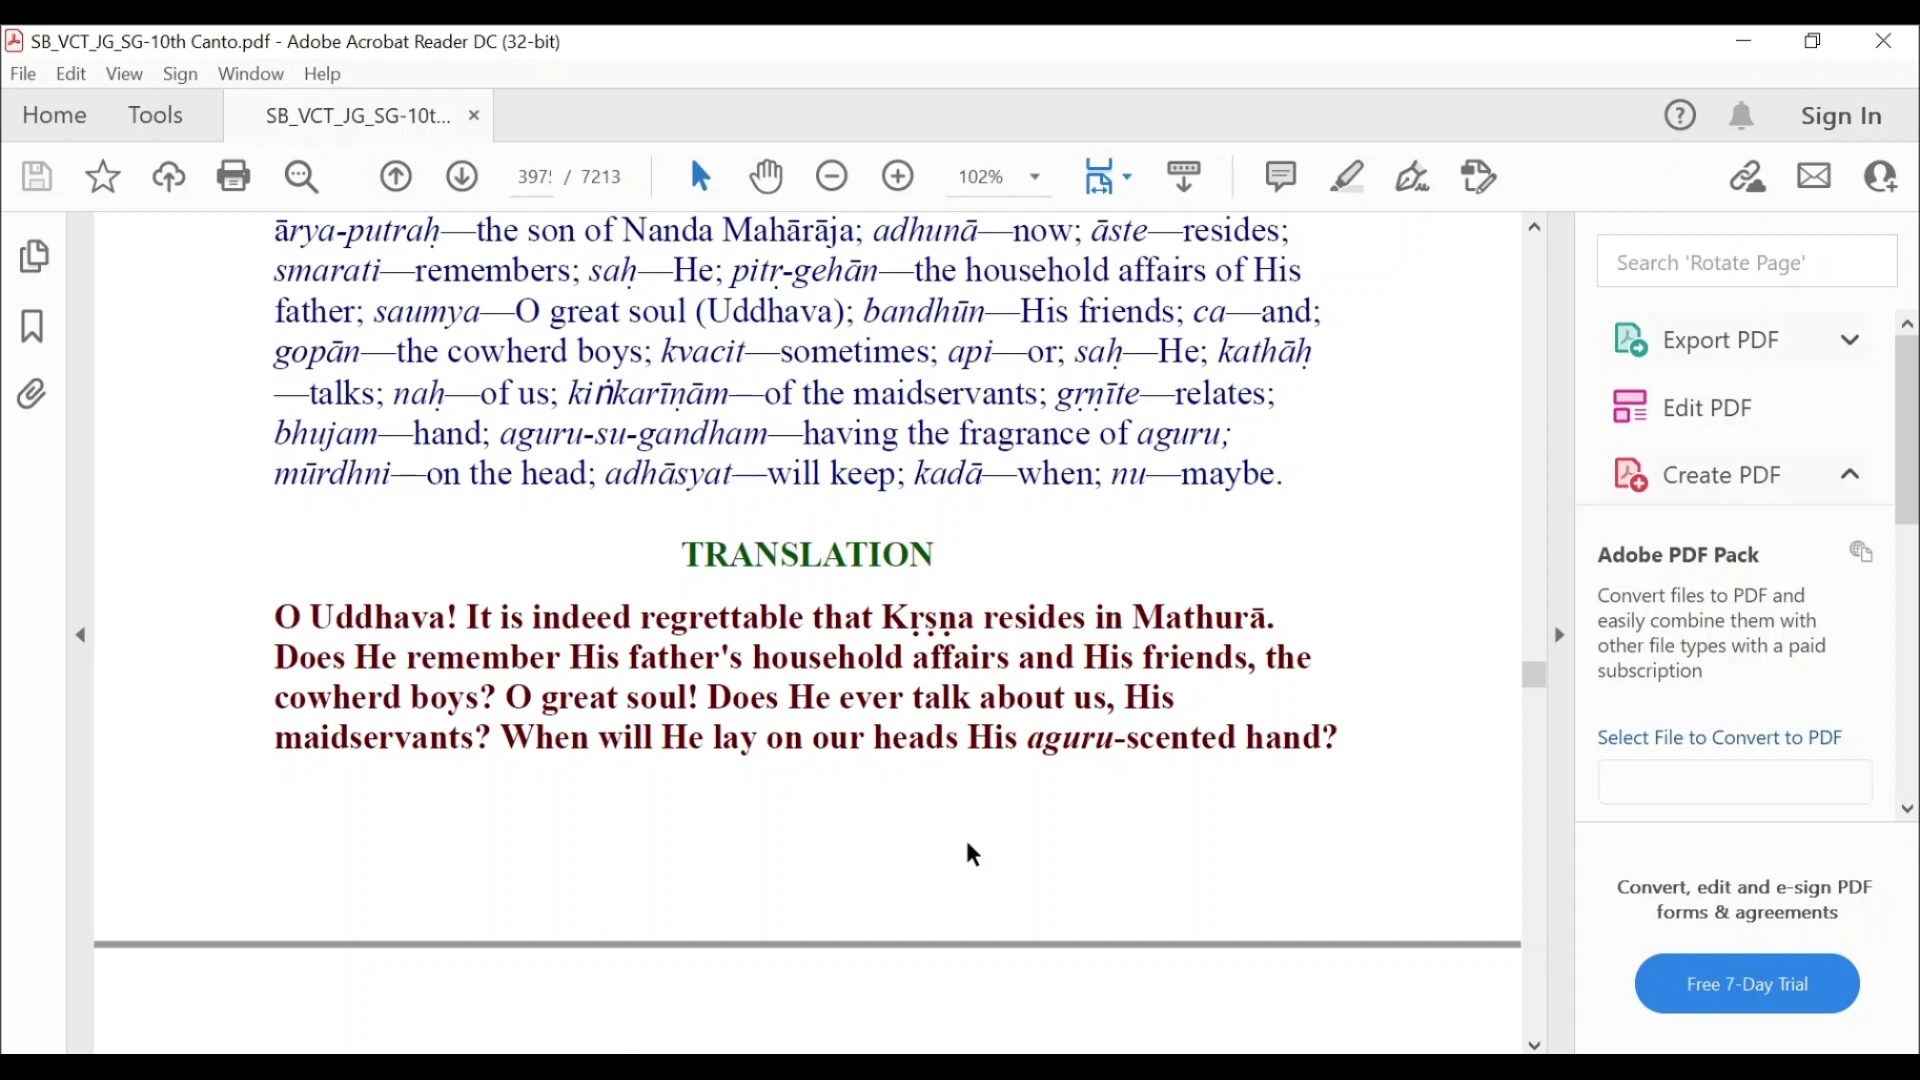 SB_VCT_JG_SG-10th Canto.pdf - Adobe Acrobat Reader DC (32-bit)
File Edit View Sign Window Help
Home Tools SB_VCT_JG_SG-10t... × Sign In
397 / 7213 102%
ārya-putraḥ—the son of Nanda Mahārāja; adhunā—now; āste—resides;
smarati—remembers; saḥ—He; pitṛ-gehān—the household affairs of His
father; saumya—O great soul (Uddhava); bandhūn—His friends; ca—and;
gopān—the cowherd boys; kvacit—sometimes; api—or; saḥ—He; kathāḥ
—talks; naḥ—of us; kiṅkarīṇām—of the maidservants; gṛṇīte—relates;
bhujam—hand; aguru-su-gandham—having the fragrance of aguru;
mūrdhni—on the head; adhāsyat—will keep; kadā—when; nu—maybe.
TRANSLATION
O Uddhava! It is indeed regrettable that Kṛṣṇa resides in Mathurā.
Does He remember His father's household affairs and His friends, the
cowherd boys? O great soul! Does He ever talk about us, His
maidservants? When will He lay on our heads His aguru-scented hand?
Search 'Rotate Page'
Export PDF
Edit PDF
Create PDF
Adobe PDF Pack
Convert files to PDF and
easily combine them with
other file types with a paid
subscription
Select File to Convert to PDF
Convert, edit and e-sign PDF
forms & agreements
Free 7-Day Trial